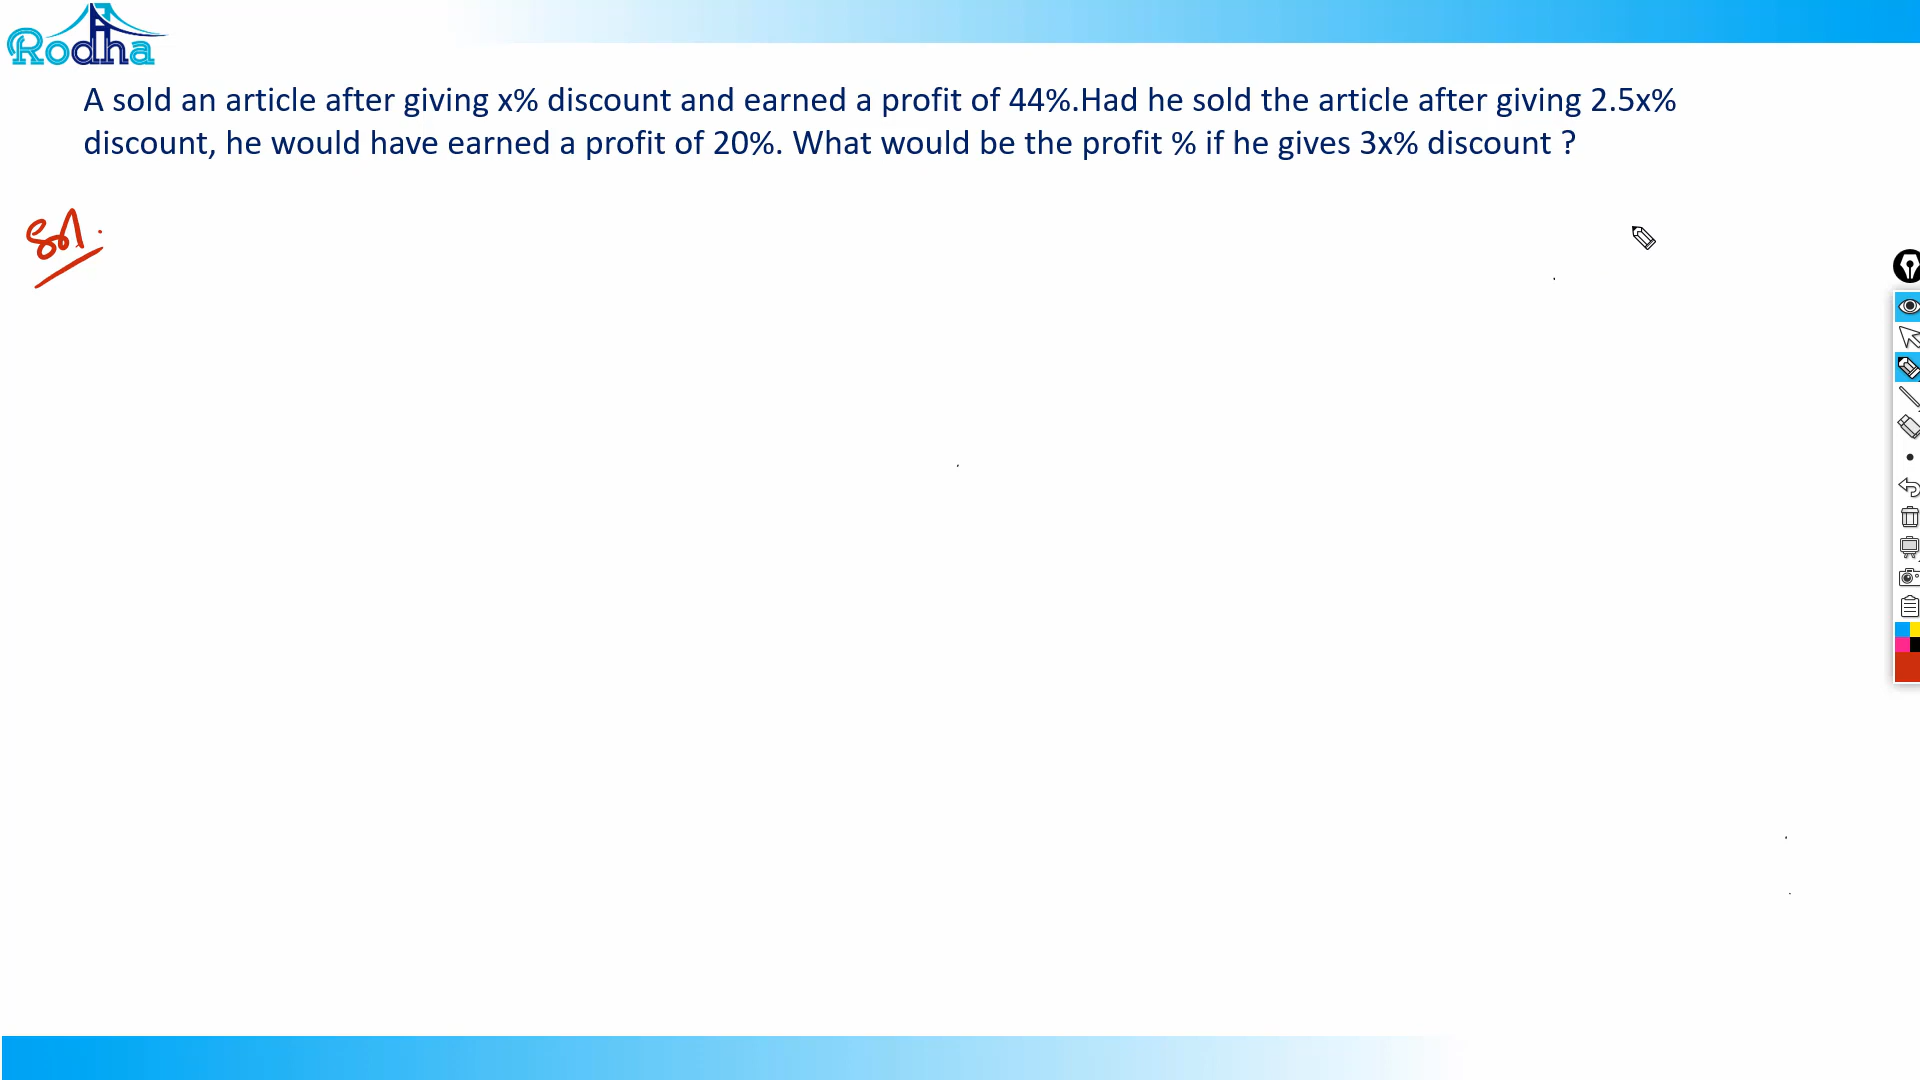 Rodha
A sold an article after giving x% discount and earned a profit of 44%.Had he sold the article after giving 2.5x%
discount, he would have earned a profit of 20%. What would be the profit % if he gives 3x% discount ?
Sol.